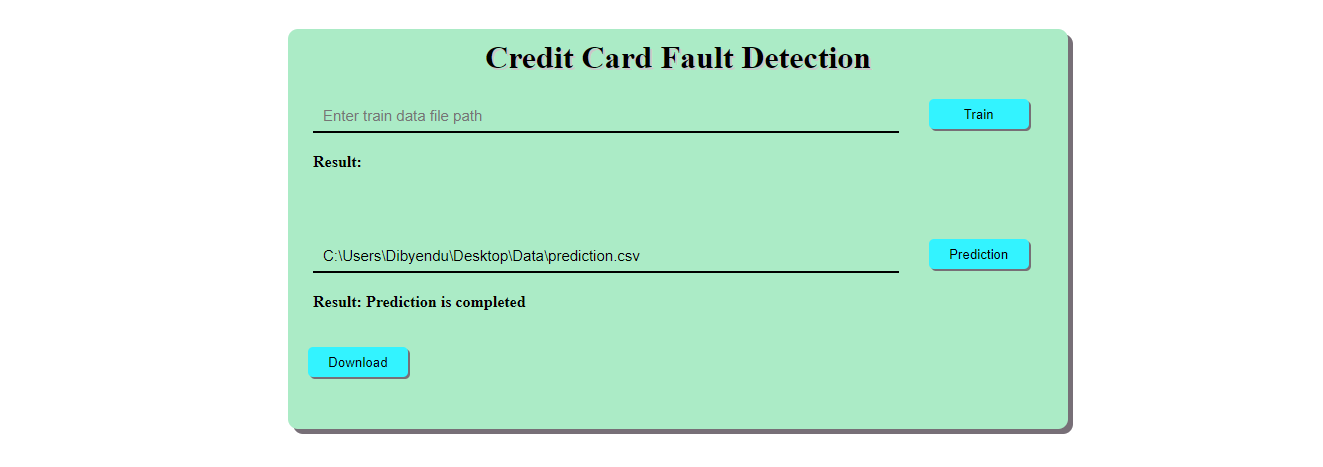 Credit Card Fault Detection
Enter train data file path
Train
Result:
C:\Users\Dibyendu\Desktop\Data\prediction.csv
Prediction
Result: Prediction is completed
Download